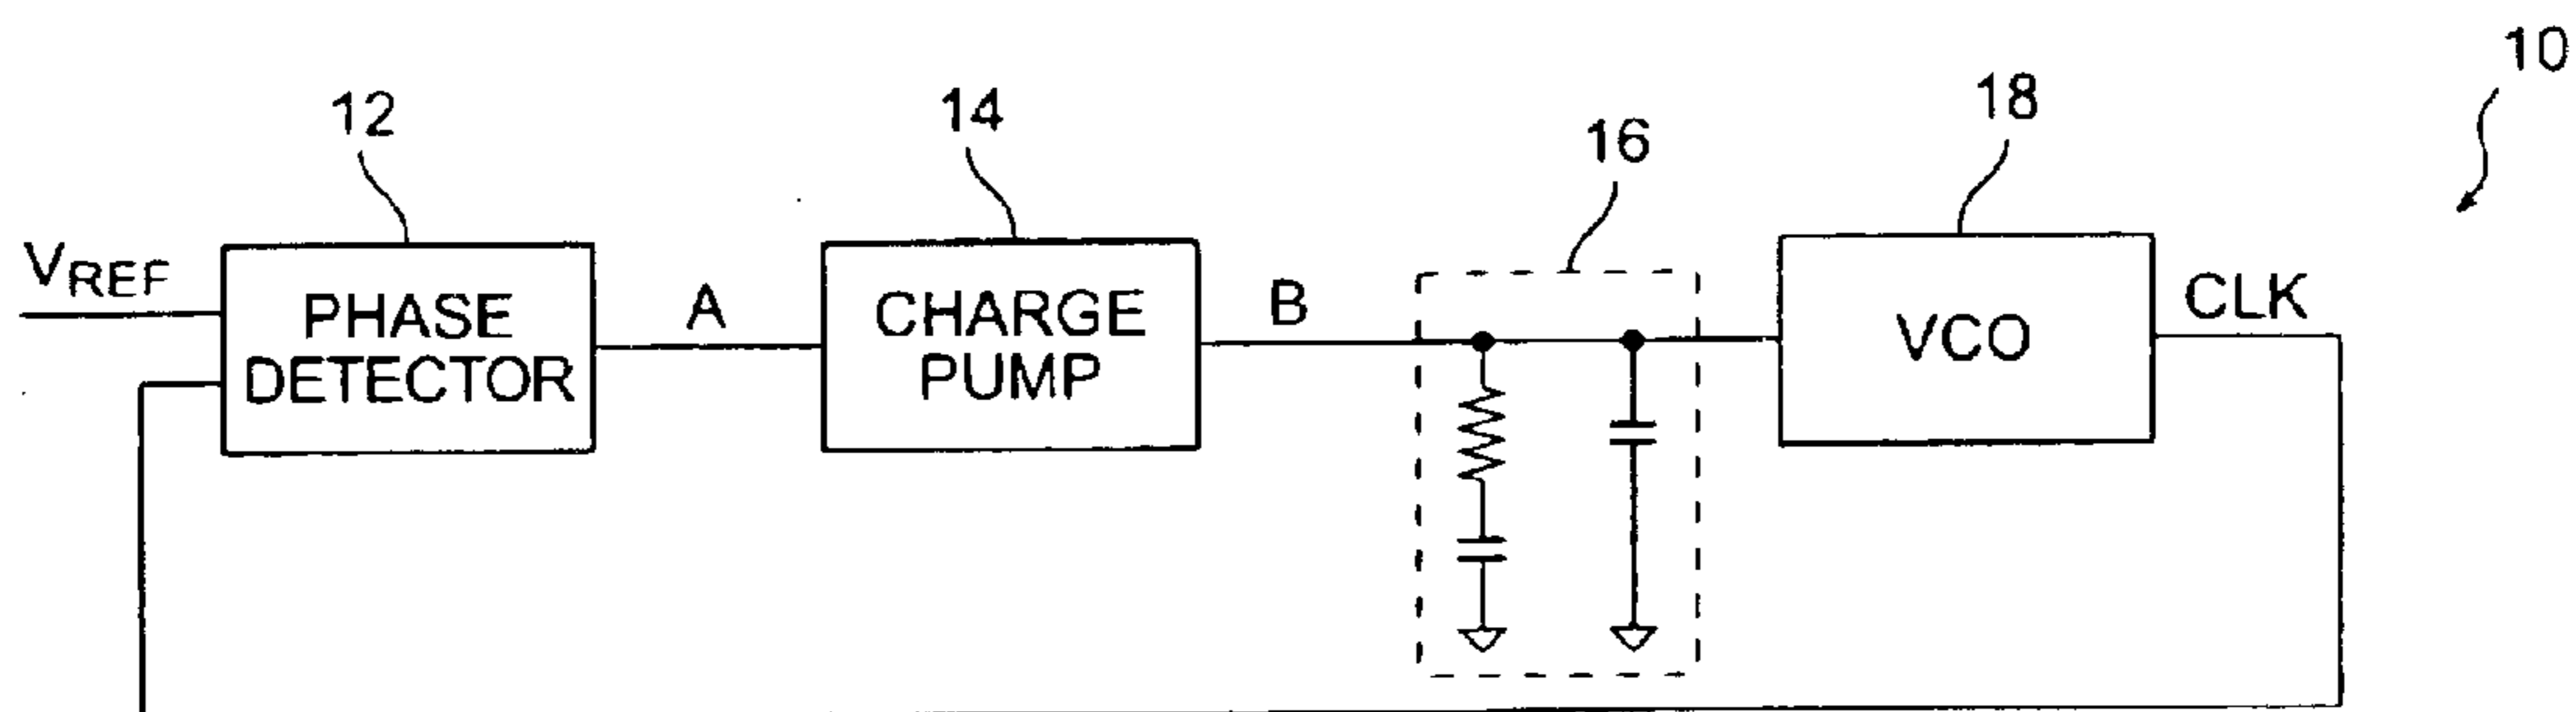 10
12
14
16
18
VREF
PHASE
DETECTOR
A
CHARGE
PUMP
B
VCO
CLK